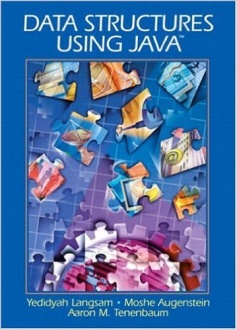 DATA STRUCTURES
USING JAVA™
Yedidyah Langsam • Moshe Augenstein
Aaron M. Tenenbaum